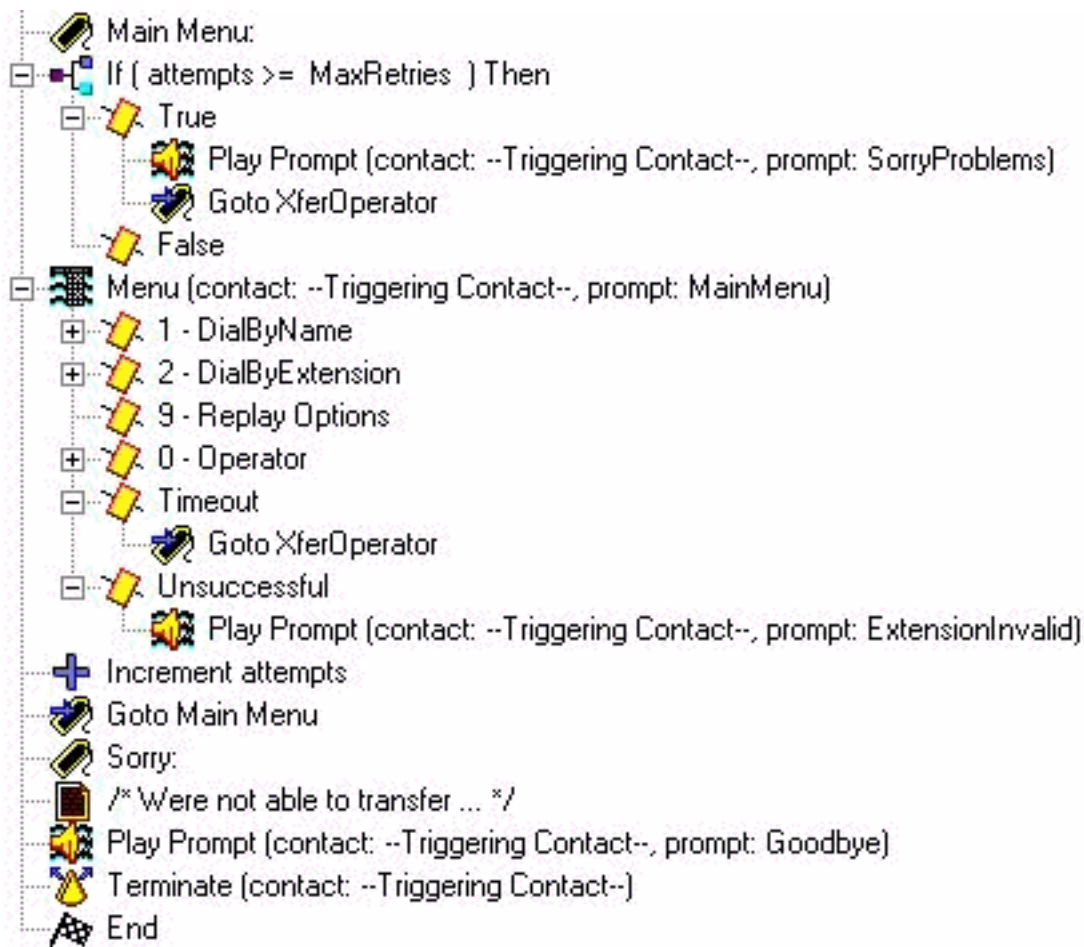 Main Menu:
If ( attempts >= MaxRetries ) Then
True
Play Prompt (contact: --Triggering Contact--, prompt: SorryProblems)
Goto XferOperator
False
Menu (contact: --Triggering Contact--, prompt: MainMenu)
1 - DialByName
2 - DialByExtension
9 - Replay Options
0 - Operator
Timeout
Goto XferOperator
Unsuccessful
Play Prompt (contact: --Triggering Contact--, prompt: ExtensionInvalid)
Increment attempts
Goto Main Menu
Sorry:
/* Were not able to transfer ... */
Play Prompt (contact: --Triggering Contact--, prompt: Goodbye)
Terminate (contact: --Triggering Contact--)
End